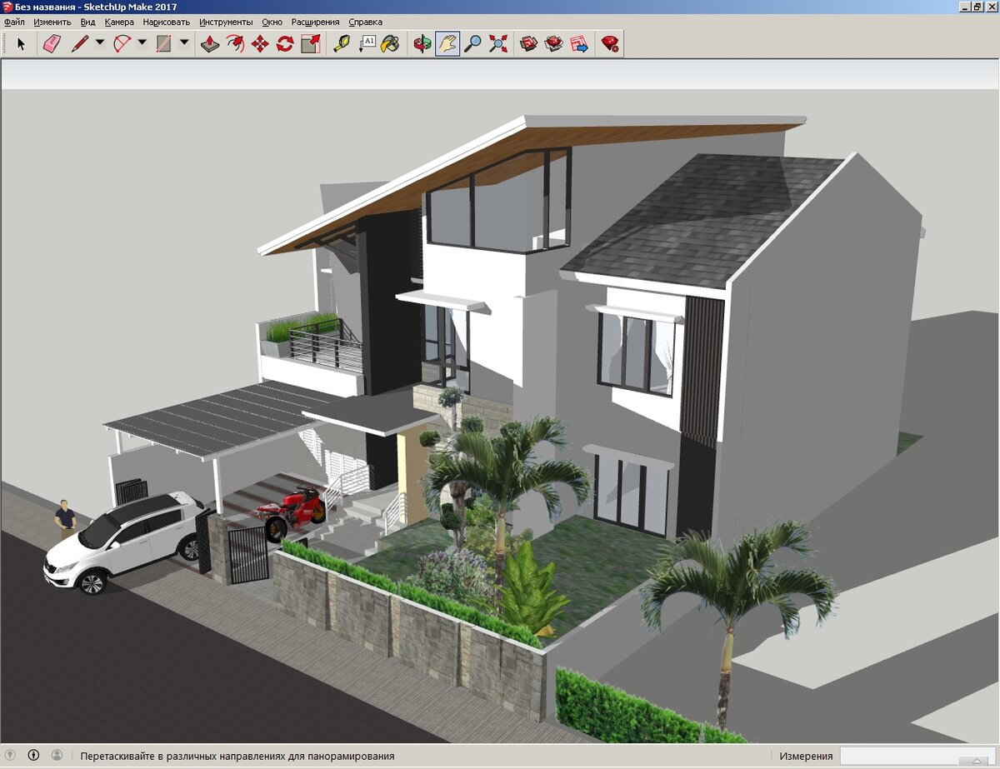 Без названия - SketchUp Make 2017
Файл Изменить Вид Камера Нарисовать Инструменты Окно Расширения Справка
A1
Перетаскивайте в различных направлениях для панорамирования
Измерения